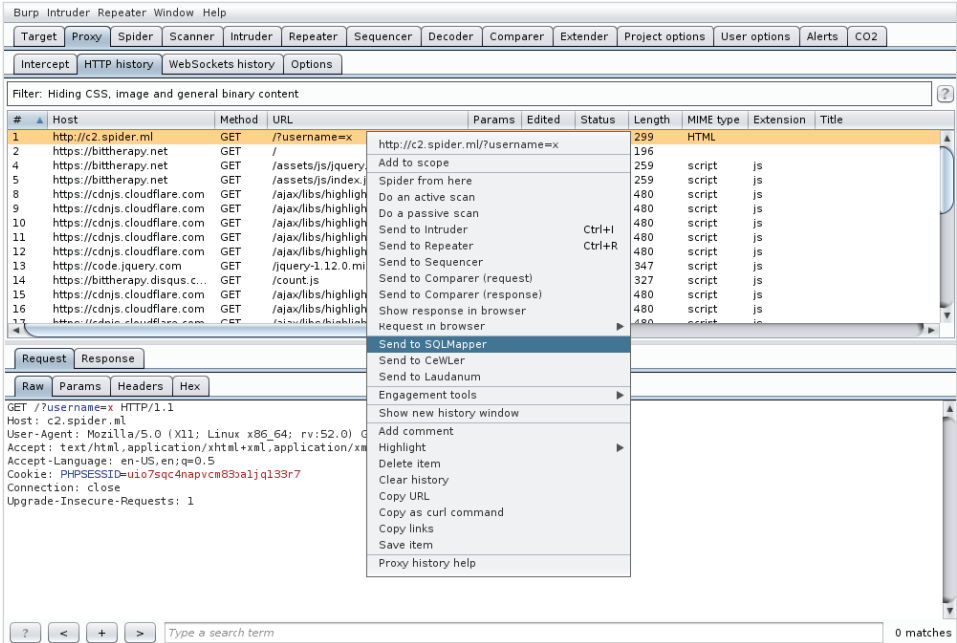 Burp Intruder Repeater Window Help
Target Proxy Spider Scanner Intruder Repeater Sequencer Decoder Comparer Extender Project options User options Alerts CO2
Intercept HTTP history WebSockets history Options
Filter: Hiding CSS, image and general binary content ?
# Host Method URL Params Edited Status Length MIME type Extension Title
1 http://c2.spider.ml GET /?username=x 299 HTML
2 https://bittherapy.net GET / 196
4 https://bittherapy.net GET /assets/js/jquery. 259 script js
5 https://bittherapy.net GET /assets/js/index.j 259 script js
8 https://cdnjs.cloudflare.com GET /ajax/libs/highligh 480 script js
9 https://cdnjs.cloudflare.com GET /ajax/libs/highligh 480 script js
10 https://cdnjs.cloudflare.com GET /ajax/libs/highligh 480 script js
11 https://cdnjs.cloudflare.com GET /ajax/libs/highligh 480 script js
12 https://cdnjs.cloudflare.com GET /ajax/libs/highligh 480 script js
13 https://code.jquery.com GET /jquery-1.12.0.mi 347 script js
14 https://bittherapy.disqus.c... GET /count.js 327 script js
15 https://cdnjs.cloudflare.com GET /ajax/libs/highligh 480 script js
16 https://cdnjs.cloudflare.com GET /ajax/libs/highligh 480 script js
17 https://cdnjs.cloudflare.com GET /ajax/libs/highligh 480 script js
http://c2.spider.ml/?username=x
Add to scope
Spider from here
Do an active scan
Do a passive scan
Send to Intruder Ctrl+I
Send to Repeater Ctrl+R
Send to Sequencer
Send to Comparer (request)
Send to Comparer (response)
Show response in browser
Request in browser
Send to SQLMapper
Send to CeWLer
Send to Laudanum
Engagement tools
Show new history window
Add comment
Highlight
Delete item
Clear history
Copy URL
Copy as curl command
Copy links
Save item
Proxy history help
Request Response
Raw Params Headers Hex
GET /?username=x HTTP/1.1
Host: c2.spider.ml
User-Agent: Mozilla/5.0 (X11; Linux x86_64; rv:52.0) G
Accept: text/html,application/xhtml+xml,application/xm
Accept-Language: en-US,en;q=0.5
Cookie: PHPSESSID=uio7sqc4napvcm83ba1jq133r7
Connection: close
Upgrade-Insecure-Requests: 1
? < + > Type a search term 0 matches